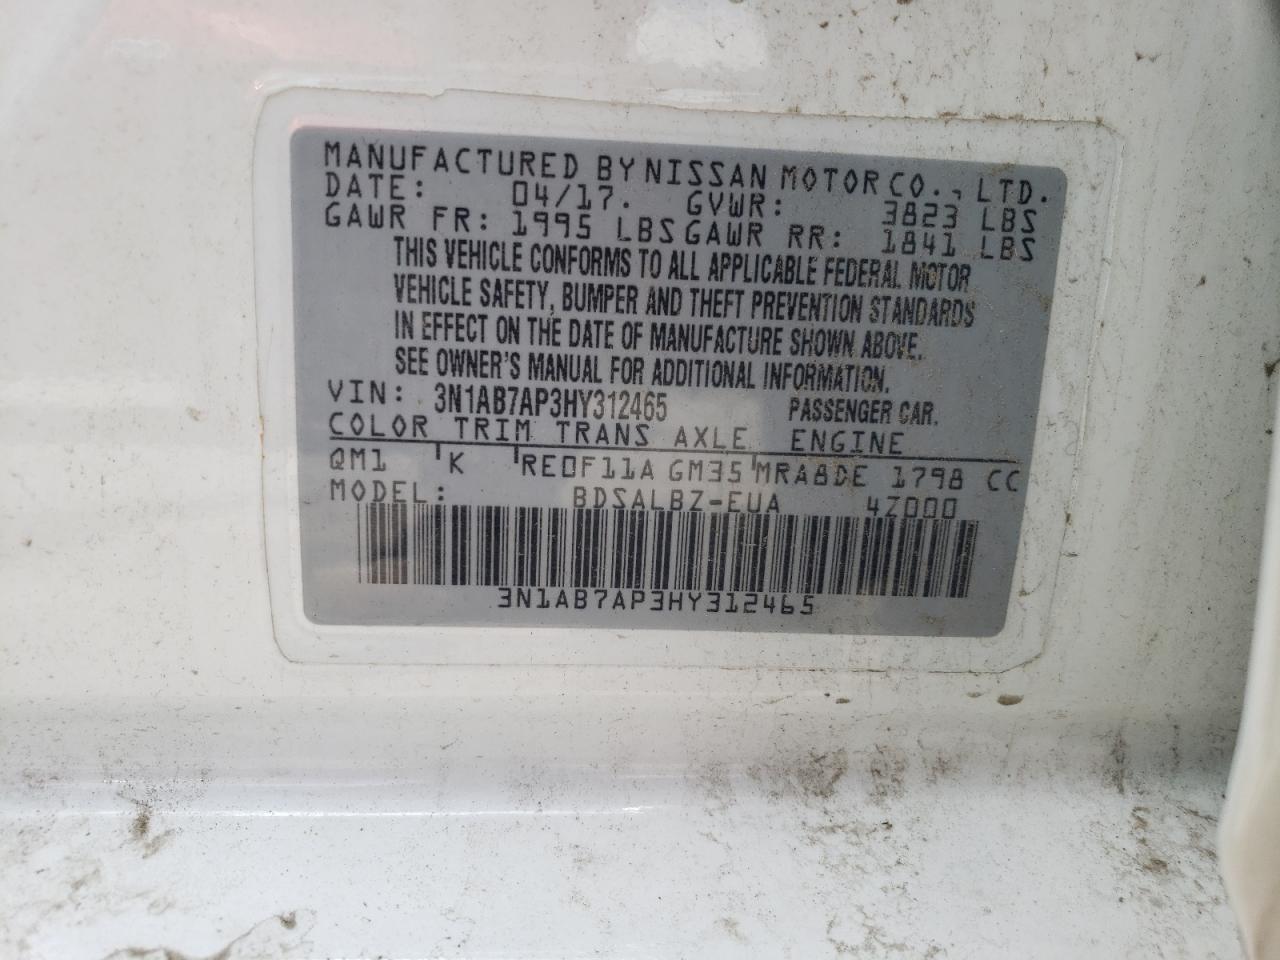 MANUFACTURED BY NISSAN MOTOR CO., LTD.
DATE: 04/17. GVWR: 3823 LBS
GAWR FR: 1995 LBS GAWR RR: 1841 LBS
THIS VEHICLE CONFORMS TO ALL APPLICABLE FEDERAL MOTOR
VEHICLE SAFETY, BUMPER AND THEFT PREVENTION STANDARDS
IN EFFECT ON THE DATE OF MANUFACTURE SHOWN ABOVE.
SEE OWNER'S MANUAL FOR ADDITIONAL INFORMATION.
VIN: 3N1AB7AP3HY312465 PASSENGER CAR.
COLOR TRIM TRANS AXLE ENGINE
QM1 K RE0F11A GM35 MRA8DE 1798 CC
MODEL: BDSALBZ-EUA 4Z000
3N1AB7AP3HY312465